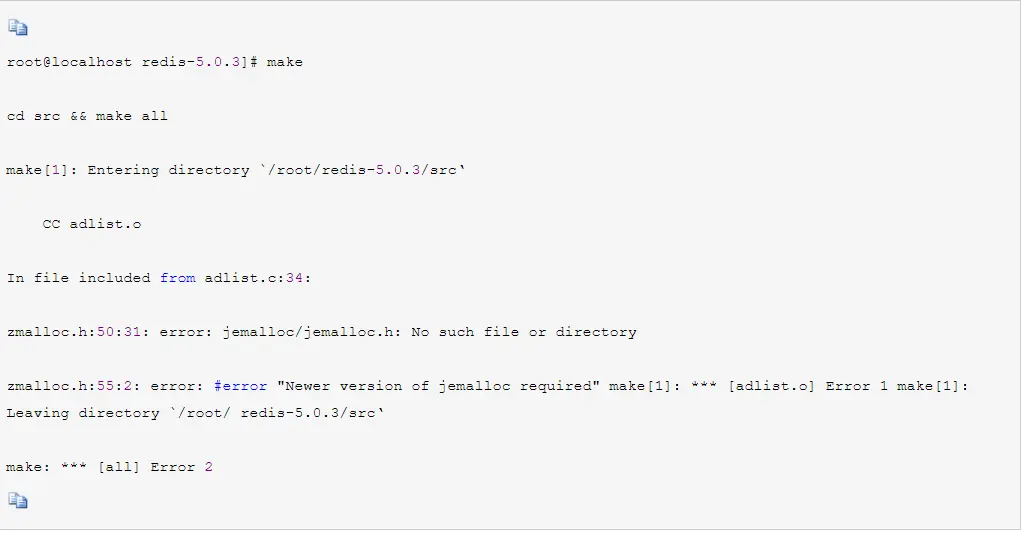 root@localhost redis-5.0.3]# make
cd src && make all
make[1]: Entering directory `/root/redis-5.0.3/src‘
CC adlist.o
In file included from adlist.c:34:
zmalloc.h:50:31: error: jemalloc/jemalloc.h: No such file or directory
zmalloc.h:55:2: error: #error "Newer version of jemalloc required" make[1]: *** [adlist.o] Error 1 make[1]:
Leaving directory `/root/ redis-5.0.3/src‘
make: *** [all] Error 2